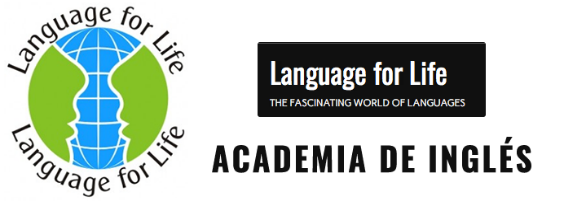 Language for Life
Language for Life
Language for Life
THE FASCINATING WORLD OF LANGUAGES
ACADEMIA DE INGLÉS